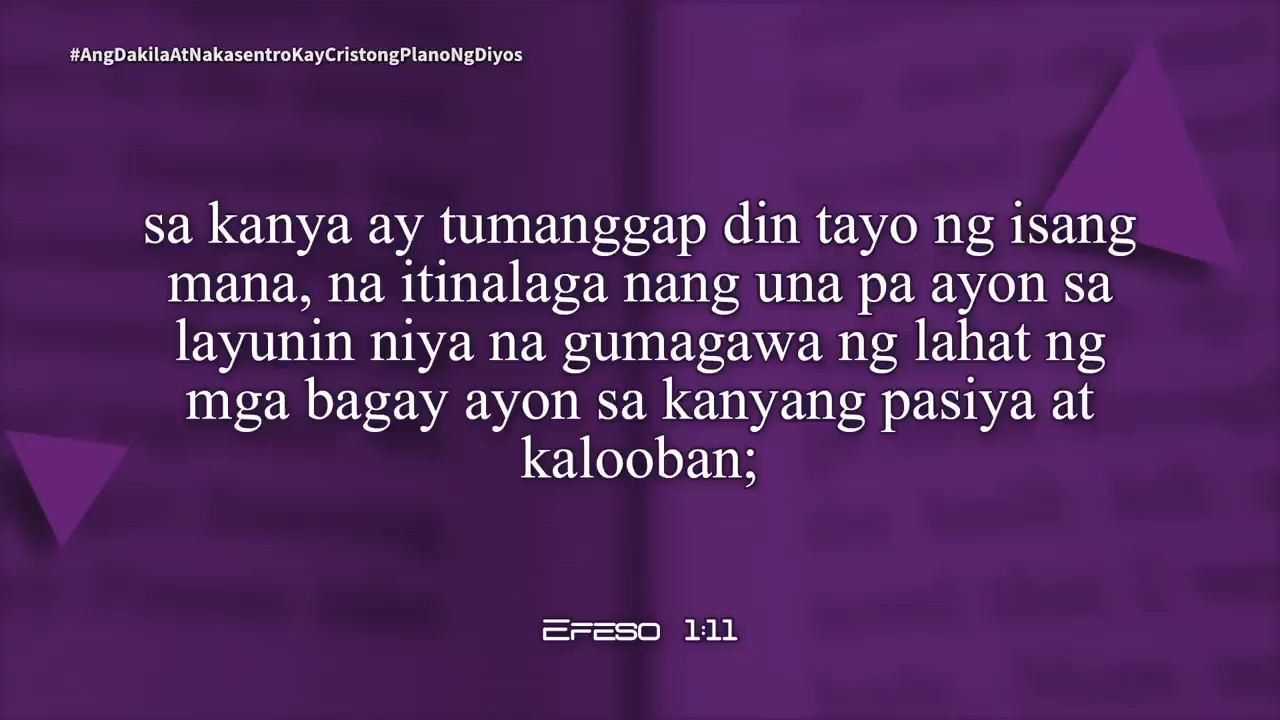 #AngDakilaAtNakasentroKayCristongPlanoNgDiyos
sa kanya ay tumanggap din tayo ng isang
mana, na itinalaga nang una pa ayon sa
layunin niya na gumagawa ng lahat ng
mga bagay ayon sa kanyang pasiya at
kalooban;
Efeso 1:11